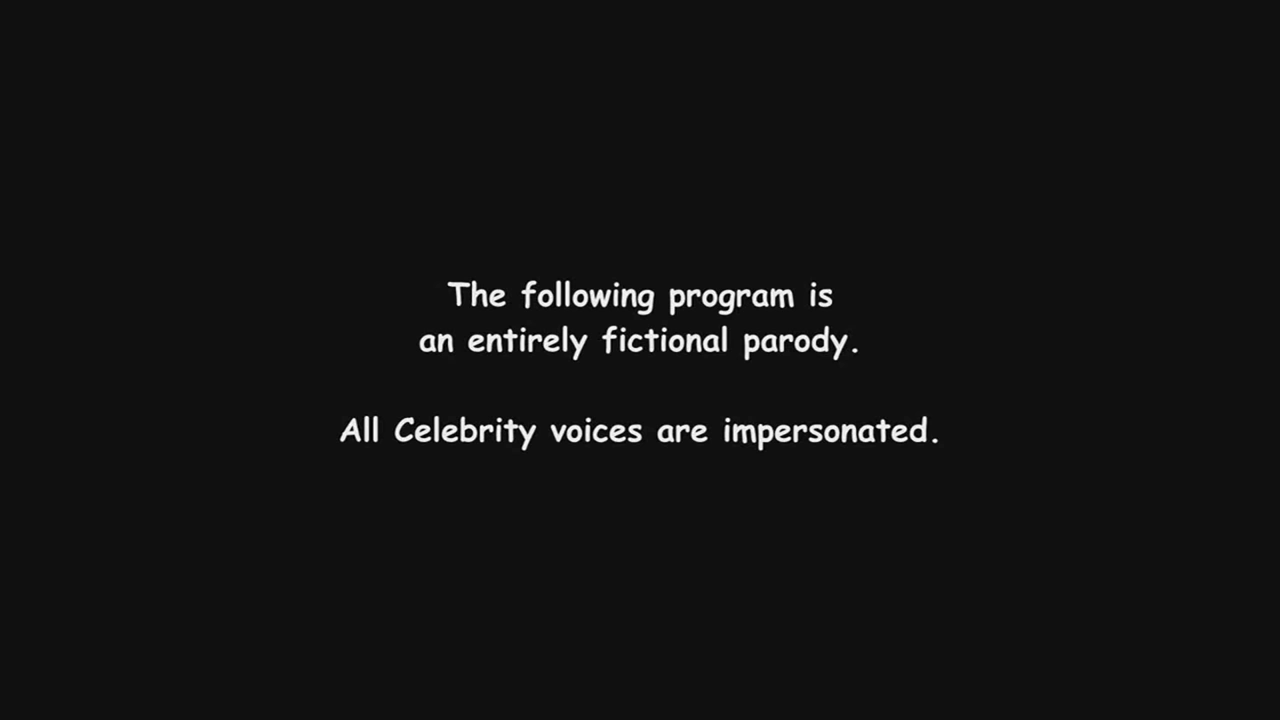 The following program is
an entirely fictional parody.
All Celebrity voices are impersonated.